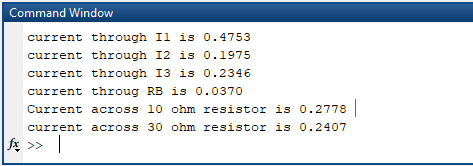 Command Window
current through I1 is 0.4753
current through I2 is 0.1975
current through I3 is 0.2346
current throug RB is 0.0370
Current across 10 ohm resistor is 0.2778
current across 30 ohm resistor is 0.2407
fx >>